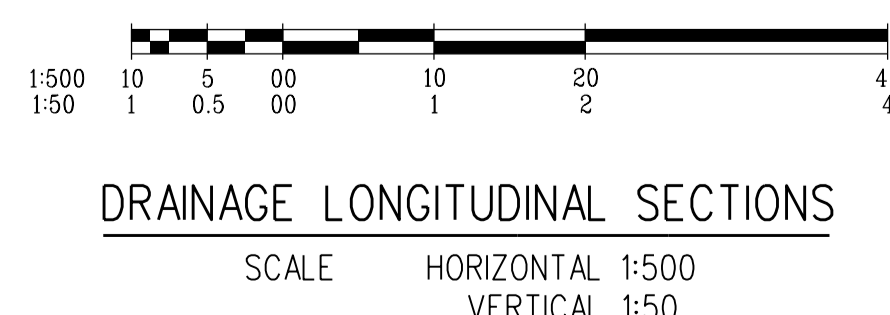 1:500 10 5 00 10 20 4
1:50 1 0.5 00 1 2 4
DRAINAGE LONGITUDINAL SECTIONS
SCALE HORIZONTAL 1:500
VERTICAL 1:50